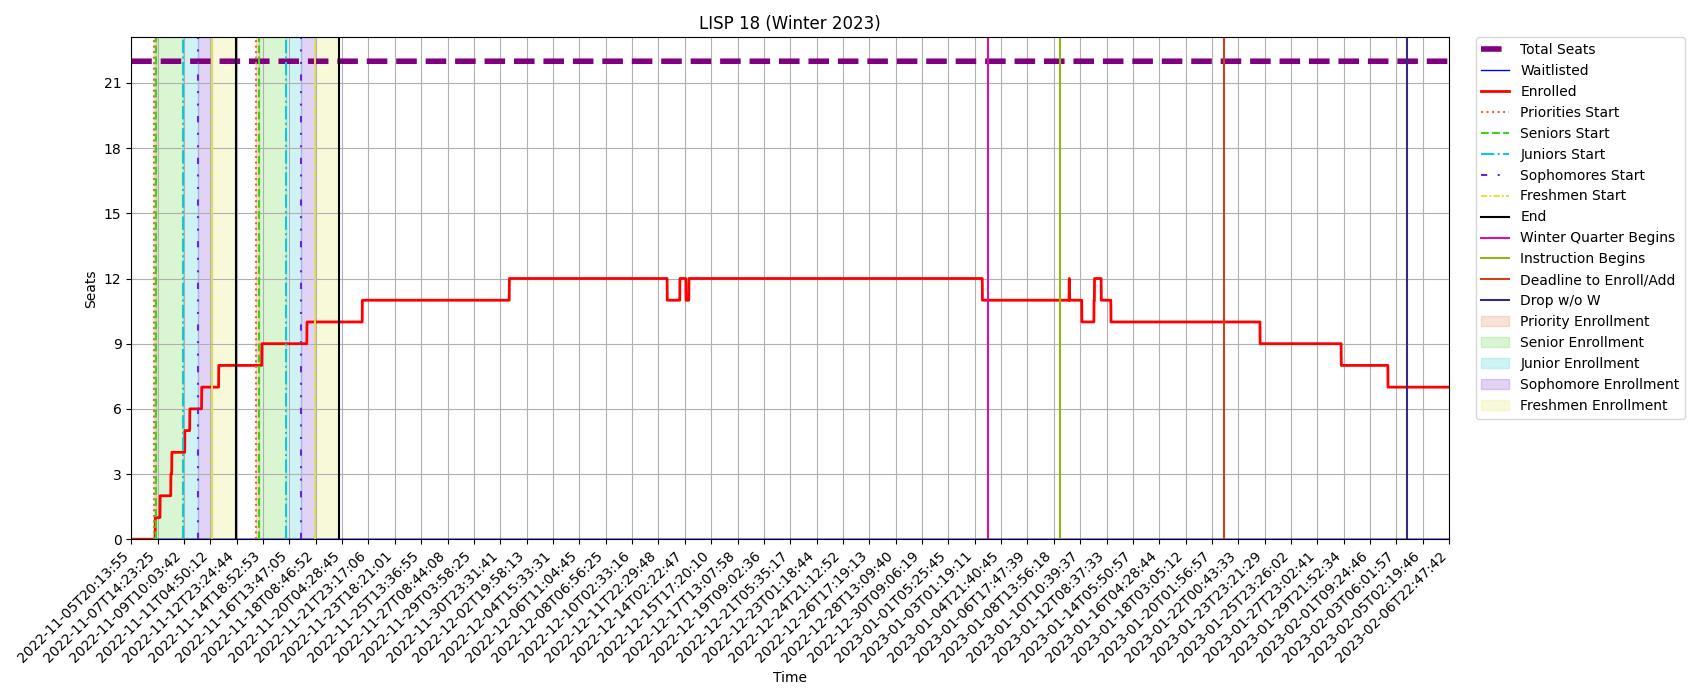 LISP 18 (Winter 2023)
Seats
21
18
15
12
9
6
3
0
2022-11-05T20:13:55
2022-11-07T14:23:25
2022-11-09T10:03:42
2022-11-11T04:50:12
2022-11-12T23:24:44
2022-11-14T18:52:53
2022-11-16T13:47:05
2022-11-18T08:46:52
2022-11-20T04:28:45
2022-11-21T23:17:06
2022-11-23T18:21:01
2022-11-25T13:36:55
2022-11-27T08:44:08
2022-11-29T03:58:25
2022-11-30T23:31:41
2022-12-02T19:58:13
2022-12-04T15:33:31
2022-12-06T11:04:45
2022-12-08T06:56:25
2022-12-10T02:33:16
2022-12-11T22:29:48
2022-12-14T02:22:47
2022-12-15T17:20:10
2022-12-17T13:07:58
2022-12-19T09:02:36
2022-12-21T05:35:17
2022-12-23T01:18:44
2022-12-24T21:12:52
2022-12-26T17:19:13
2022-12-28T13:09:40
2022-12-30T09:06:19
2023-01-01T05:25:45
2023-01-03T01:19:11
2023-01-04T21:40:45
2023-01-06T17:47:39
2023-01-08T13:56:18
2023-01-10T10:39:37
2023-01-12T08:37:33
2023-01-14T05:50:57
2023-01-16T04:28:44
2023-01-18T03:05:12
2023-01-20T01:56:57
2023-01-22T00:43:33
2023-01-23T23:21:29
2023-01-25T23:26:02
2023-01-27T23:02:41
2023-01-29T21:52:34
2023-02-01T09:24:46
2023-02-03T06:01:57
2023-02-05T02:19:46
2023-02-06T22:47:42
Time
Total Seats
Waitlisted
Enrolled
Priorities Start
Seniors Start
Juniors Start
Sophomores Start
Freshmen Start
End
Winter Quarter Begins
Instruction Begins
Deadline to Enroll/Add
Drop w/o W
Priority Enrollment
Senior Enrollment
Junior Enrollment
Sophomore Enrollment
Freshmen Enrollment